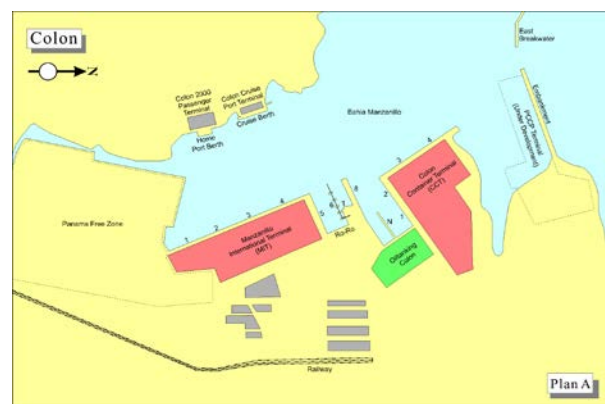 Colon
N
East
Breakwater
Colon 2000
Passenger
Terminal
Colon Cruise
Port Terminal
Home
Port Berth
Cruise Berth
Bahia Manzanillo
Embankment
PCCP Terminal
(Under Development)
Panama Free Zone
1
2
3
4
5
6
7
8
Ro-Ro
Manzanillo
International Terminal
(MIT)
N
1
3
4
Colon
Container Terminal
(CCT)
Oiltanking
Colon
Railway
Plan A